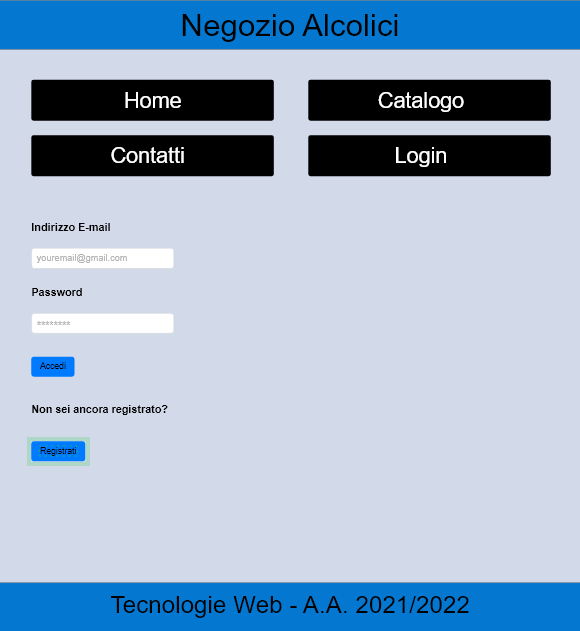 Negozio Alcolici
Home
Catalogo
Contatti
Login
Indirizzo E-mail
youremail@gmail.com
Password
********
Accedi
Non sei ancora registrato?
Registrati
Tecnologie Web - A.A. 2021/2022